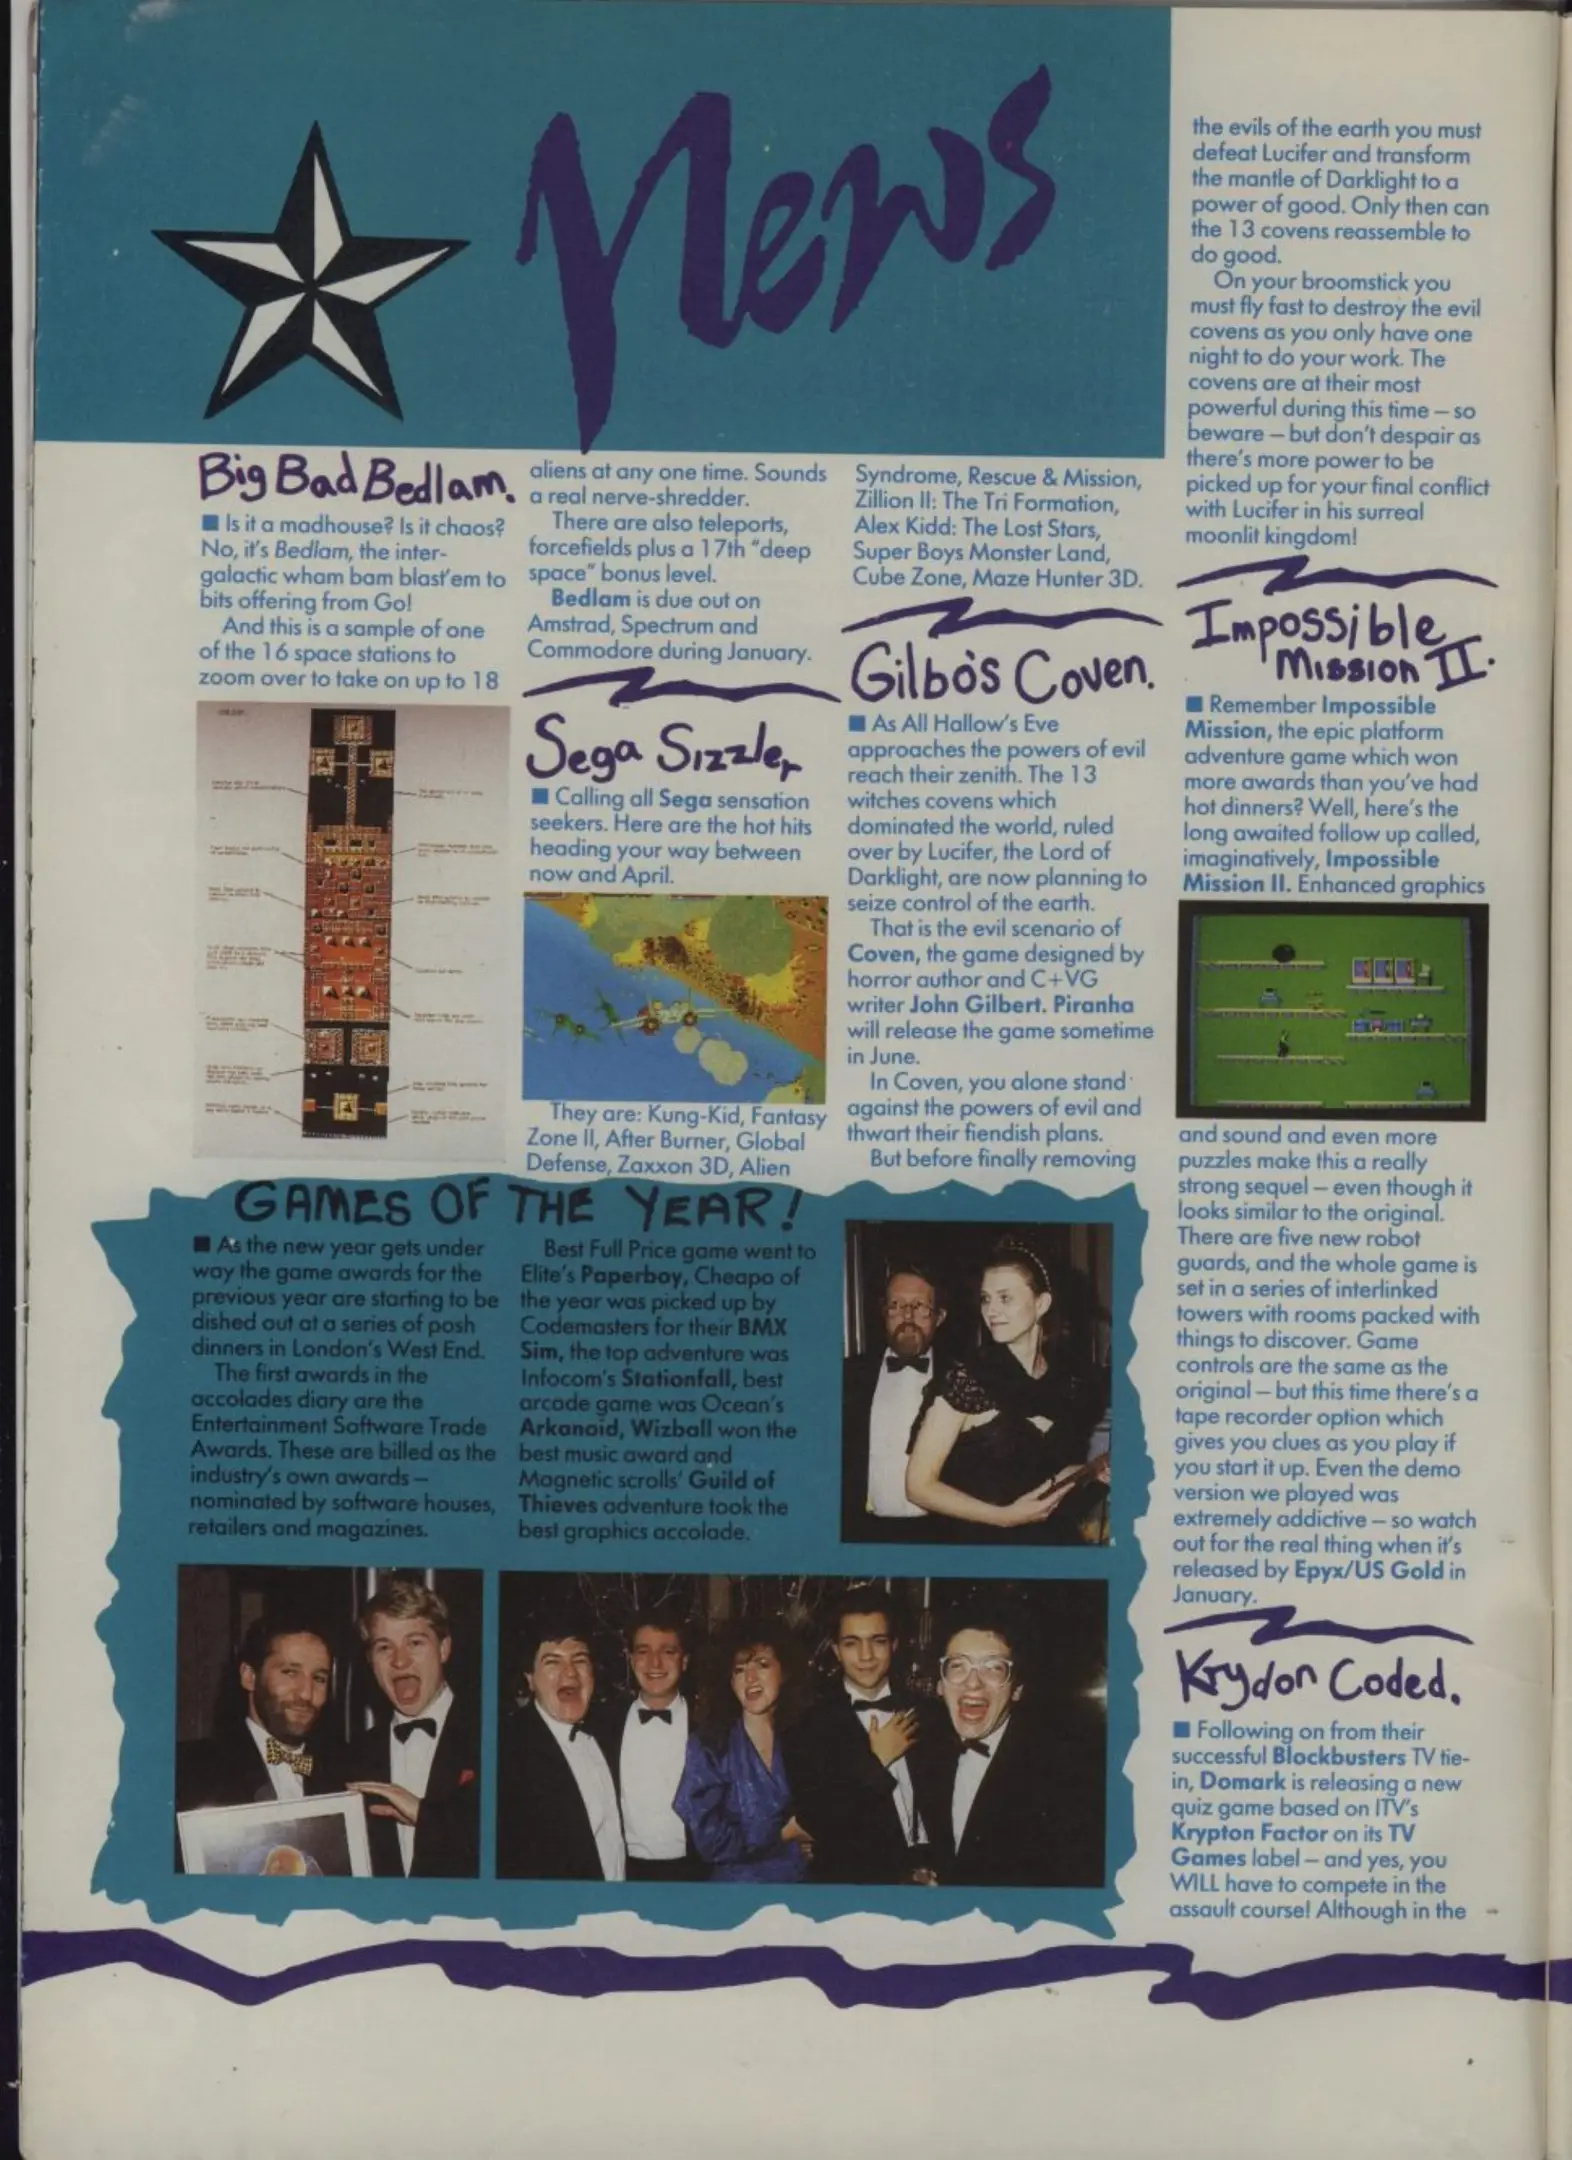 News
Big Bad Bedlam.
■ Is it a madhouse? Is it chaos?
No, it's Bedlam, the inter-
galactic wham bam blast'em to
bits offering from Go!
And this is a sample of one
of the 16 space stations to
zoom over to take on up to 18
aliens at any one time. Sounds
a real nerve-shredder.
There are also teleports,
forcefields plus a 17th "deep
space" bonus level.
Bedlam is due out on
Amstrad, Spectrum and
Commodore during January.
Sega Sizzler
■ Calling all Sega sensation
seekers. Here are the hot hits
heading your way between
now and April.
They are: Kung-Kid, Fantasy
Zone II, After Burner, Global
Defense, Zaxxon 3D, Alien
Syndrome, Rescue & Mission,
Zillion II: The Tri Formation,
Alex Kidd: The Lost Stars,
Super Boys Monster Land,
Cube Zone, Maze Hunter 3D.
Gilbo's Coven.
■ As All Hallow's Eve
approaches the powers of evil
reach their zenith. The 13
witches covens which
dominated the world, ruled
over by Lucifer, the Lord of
Darklight, are now planning to
seize control of the earth.
That is the evil scenario of
Coven, the game designed by
horror author and C+VG
writer John Gilbert. Piranha
will release the game sometime
in June.
In Coven, you alone stand
against the powers of evil and
thwart their fiendish plans.
But before finally removing
the evils of the earth you must
defeat Lucifer and transform
the mantle of Darklight to a
power of good. Only then can
the 13 covens reassemble to
do good.
On your broomstick you
must fly fast to destroy the evil
covens as you only have one
night to do your work. The
covens are at their most
powerful during this time — so
beware — but don't despair as
there's more power to be
picked up for your final conflict
with Lucifer in his surreal
moonlit kingdom!
Impossible
Mission II.
■ Remember Impossible
Mission, the epic platform
adventure game which won
more awards than you've had
hot dinners? Well, here's the
long awaited follow up called,
imaginatively, Impossible
Mission II. Enhanced graphics
and sound and even more
puzzles make this a really
strong sequel — even though it
looks similar to the original.
There are five new robot
guards, and the whole game is
set in a series of interlinked
towers with rooms packed with
things to discover. Game
controls are the same as the
original — but this time there's a
tape recorder option which
gives you clues as you play if
you start it up. Even the demo
version we played was
extremely addictive — so watch
out for the real thing when it's
released by Epyx/US Gold in
January.
Krydon Coded.
■ Following on from their
successful Blockbusters TV tie-
in, Domark is releasing a new
quiz game based on ITV's
Krypton Factor on its TV
Games label — and yes, you
WILL have to compete in the
assault course! Although in the
GAMES OF THE YEAR!
■ As the new year gets under
way the game awards for the
previous year are starting to be
dished out at a series of posh
dinners in London's West End.
The first awards in the
accolades diary are the
Entertainment Software Trade
Awards. These are billed as the
industry's own awards —
nominated by software houses,
retailers and magazines.
Best Full Price game went to
Elite's Paperboy, Cheapo of
the year was picked up by
Codemasters for their BMX
Sim, the top adventure was
Infocom's Stationfall, best
arcade game was Ocean's
Arkanoid, Wizball won the
best music award and
Magnetic scrolls' Guild of
Thieves adventure took the
best graphics accolade.